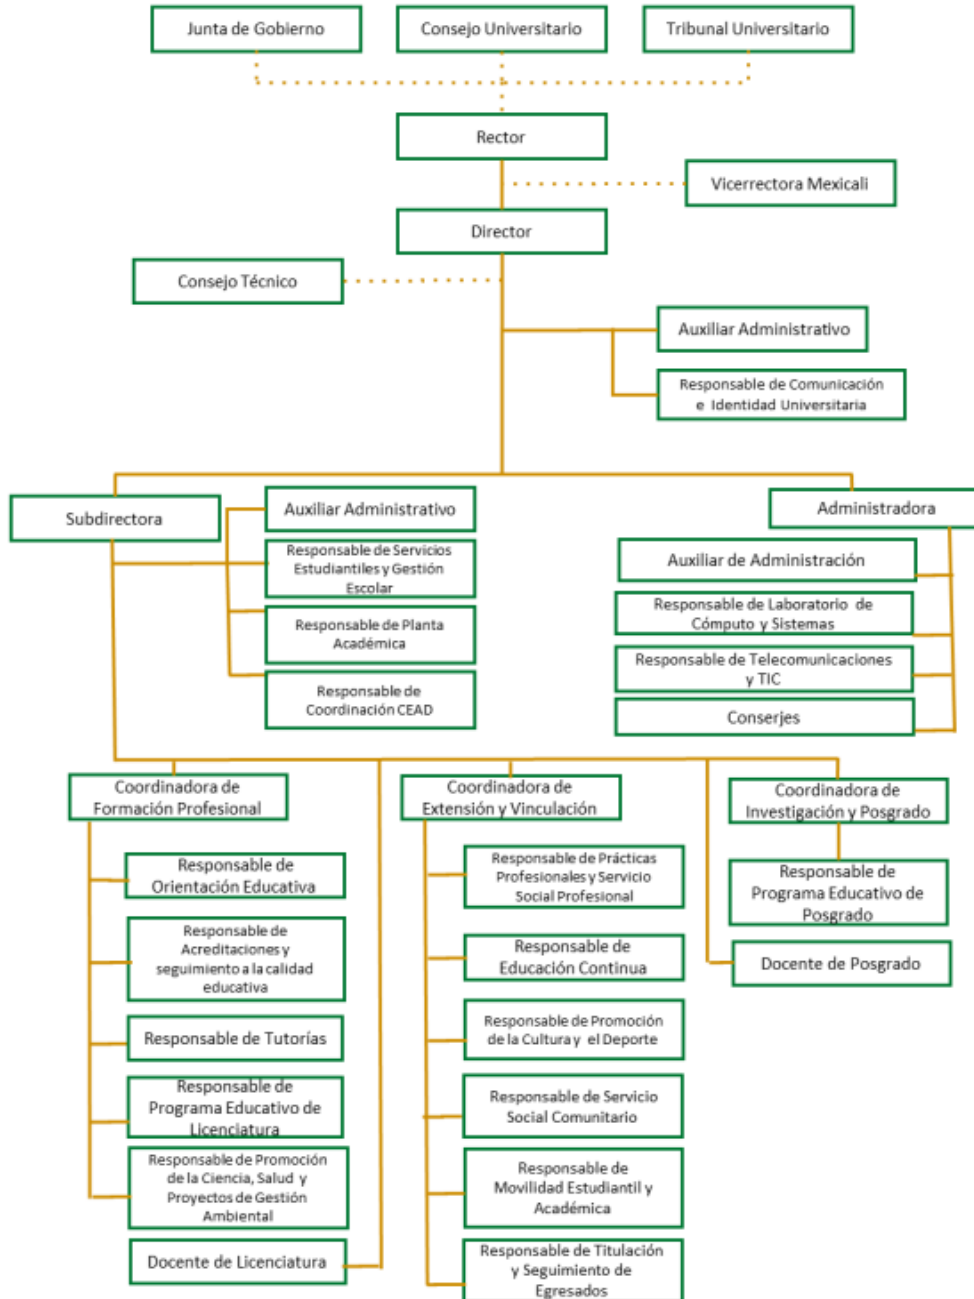 Junta de Gobierno
Consejo Universitario
Tribunal Universitario
Rector
Vicerrectora Mexicali
Director
Consejo Técnico
Auxiliar Administrativo
Responsable de Comunicación
e Identidad Universitaria
Subdirectora
Auxiliar Administrativo
Responsable de Servicios
Estudiantiles y Gestión
Escolar
Responsable de Planta
Académica
Responsable de
Coordinación CEAD
Administradora
Auxiliar de Administración
Responsable de Laboratorio de
Cómputo y Sistemas
Responsable de Telecomunicaciones
y TIC
Conserjes
Coordinadora de
Formación Profesional
Responsable de
Orientación Educativa
Responsable de
Acreditaciones y
seguimiento a la calidad
educativa
Responsable de Tutorías
Responsable de
Programa Educativo de
Licenciatura
Responsable de Promoción
de la Ciencia, Salud y
Proyectos de Gestión
Ambiental
Docente de Licenciatura
Coordinadora de
Extensión y Vinculación
Responsable de Prácticas
Profesionales y Servicio
Social Profesional
Responsable de
Educación Continua
Responsable de Promoción
de la Cultura y el Deporte
Responsable de Servicio
Social Comunitario
Responsable de
Movilidad Estudiantil y
Académica
Responsable de Titulación
y Seguimiento de
Egresados
Coordinadora de
Investigación y Posgrado
Responsable de
Programa Educativo de
Posgrado
Docente de Posgrado